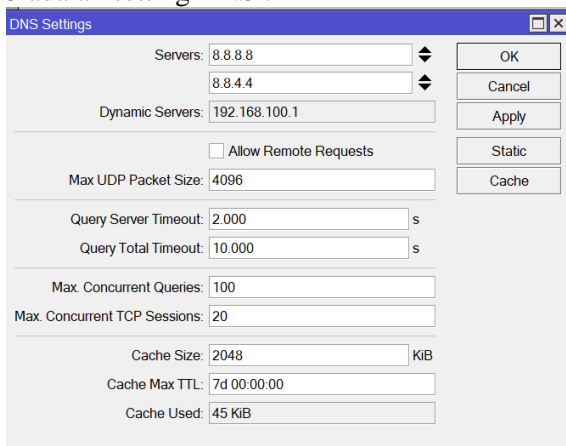 DNS Settings
Servers: 8.8.8.8
OK
8.8.4.4
Cancel
Dynamic Servers: 192.168.100.1
Apply
Allow Remote Requests
Static
Max UDP Packet Size: 4096
Cache
Query Server Timeout: 2.000 s
Query Total Timeout: 10.000 s
Max. Concurrent Queries: 100
Max. Concurrent TCP Sessions: 20
Cache Size: 2048 KiB
Cache Max TTL: 7d 00:00:00
Cache Used: 45 KiB